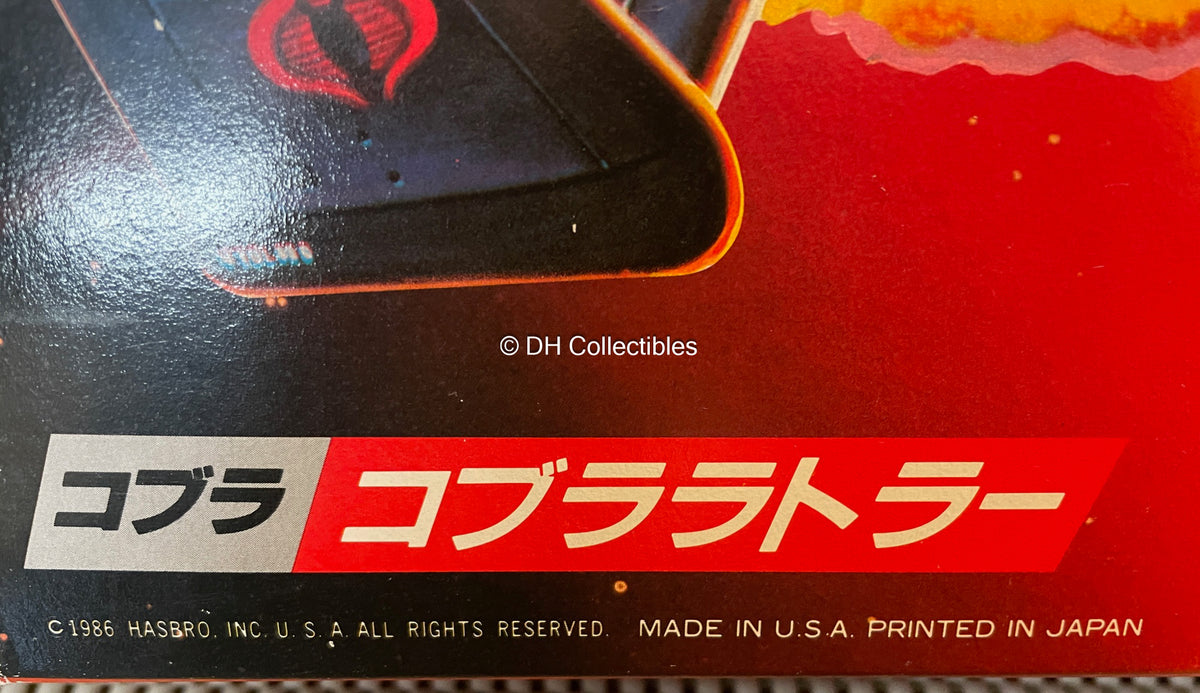 © DH Collectibles
コブラ コブララトラー
©1986 HASBRO, INC. U.S.A. ALL RIGHTS RESERVED. MADE IN U.S.A. PRINTED IN JAPAN